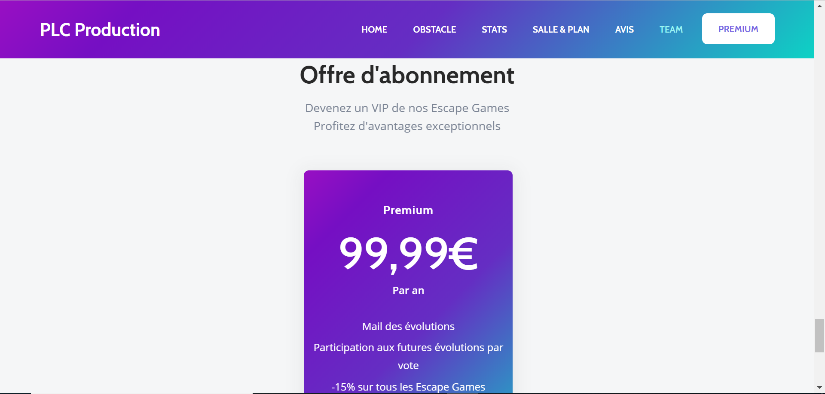 PLC Production
HOME OBSTACLE STATS SALLE & PLAN AVIS TEAM PREMIUM
Offre d'abonnement
Devenez un VIP de nos Escape Games
Profitez d'avantages exceptionnels
Premium
99,99€
Par an
Mail des évolutions
Participation aux futures évolutions par
vote
-15% sur tous les Escape Games